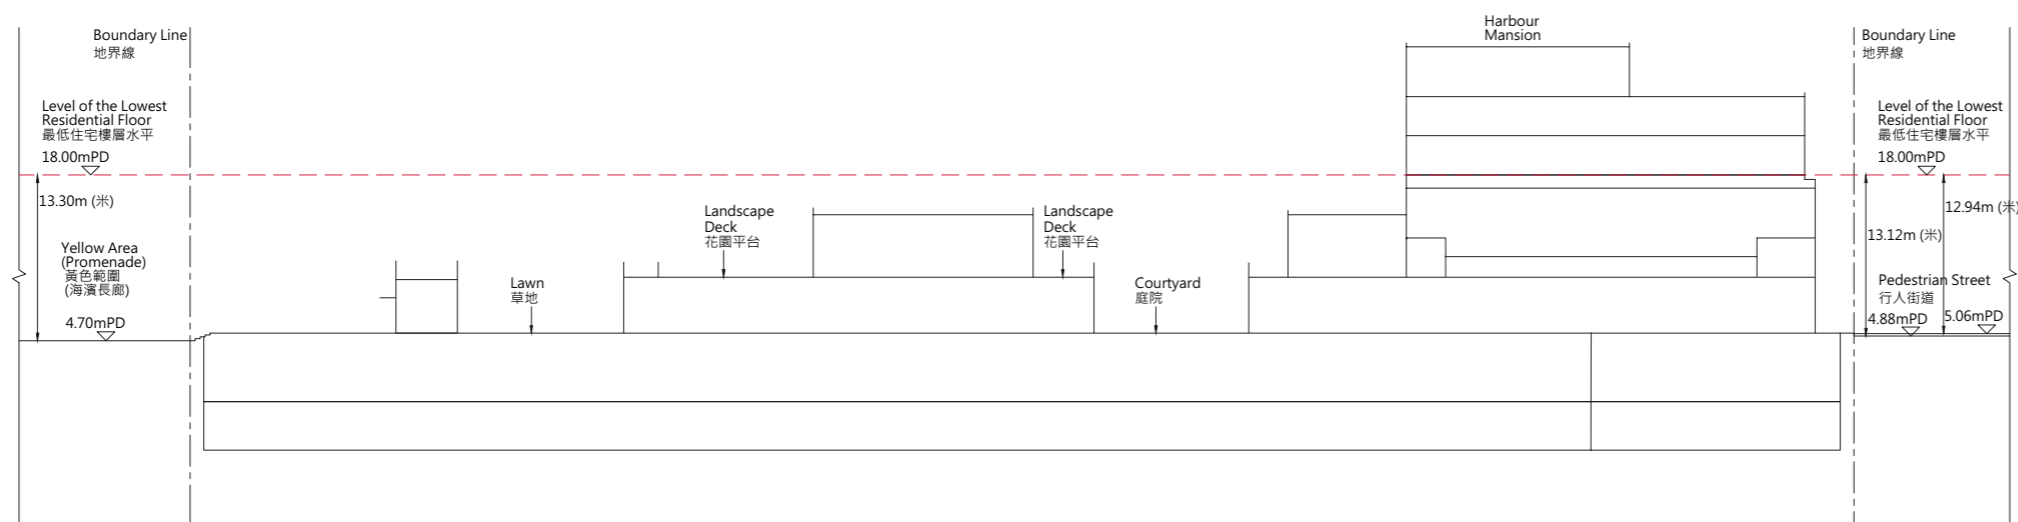 Boundary Line
地界線
Level of the Lowest
Residential Floor
最低住宅樓層水平
18.00mPD
13.30m (米)
Yellow Area
(Promenade)
黃色範圍
(海濱長廊)
4.70mPD
Lawn
草地
Landscape
Deck
花園平台
Landscape
Deck
花園平台
Courtyard
庭院
Harbour
Mansion
Boundary Line
地界線
Level of the Lowest
Residential Floor
最低住宅樓層水平
18.00mPD
12.94m (米)
13.12m (米)
Pedestrian Street
行人街道
4.88mPD
5.06mPD